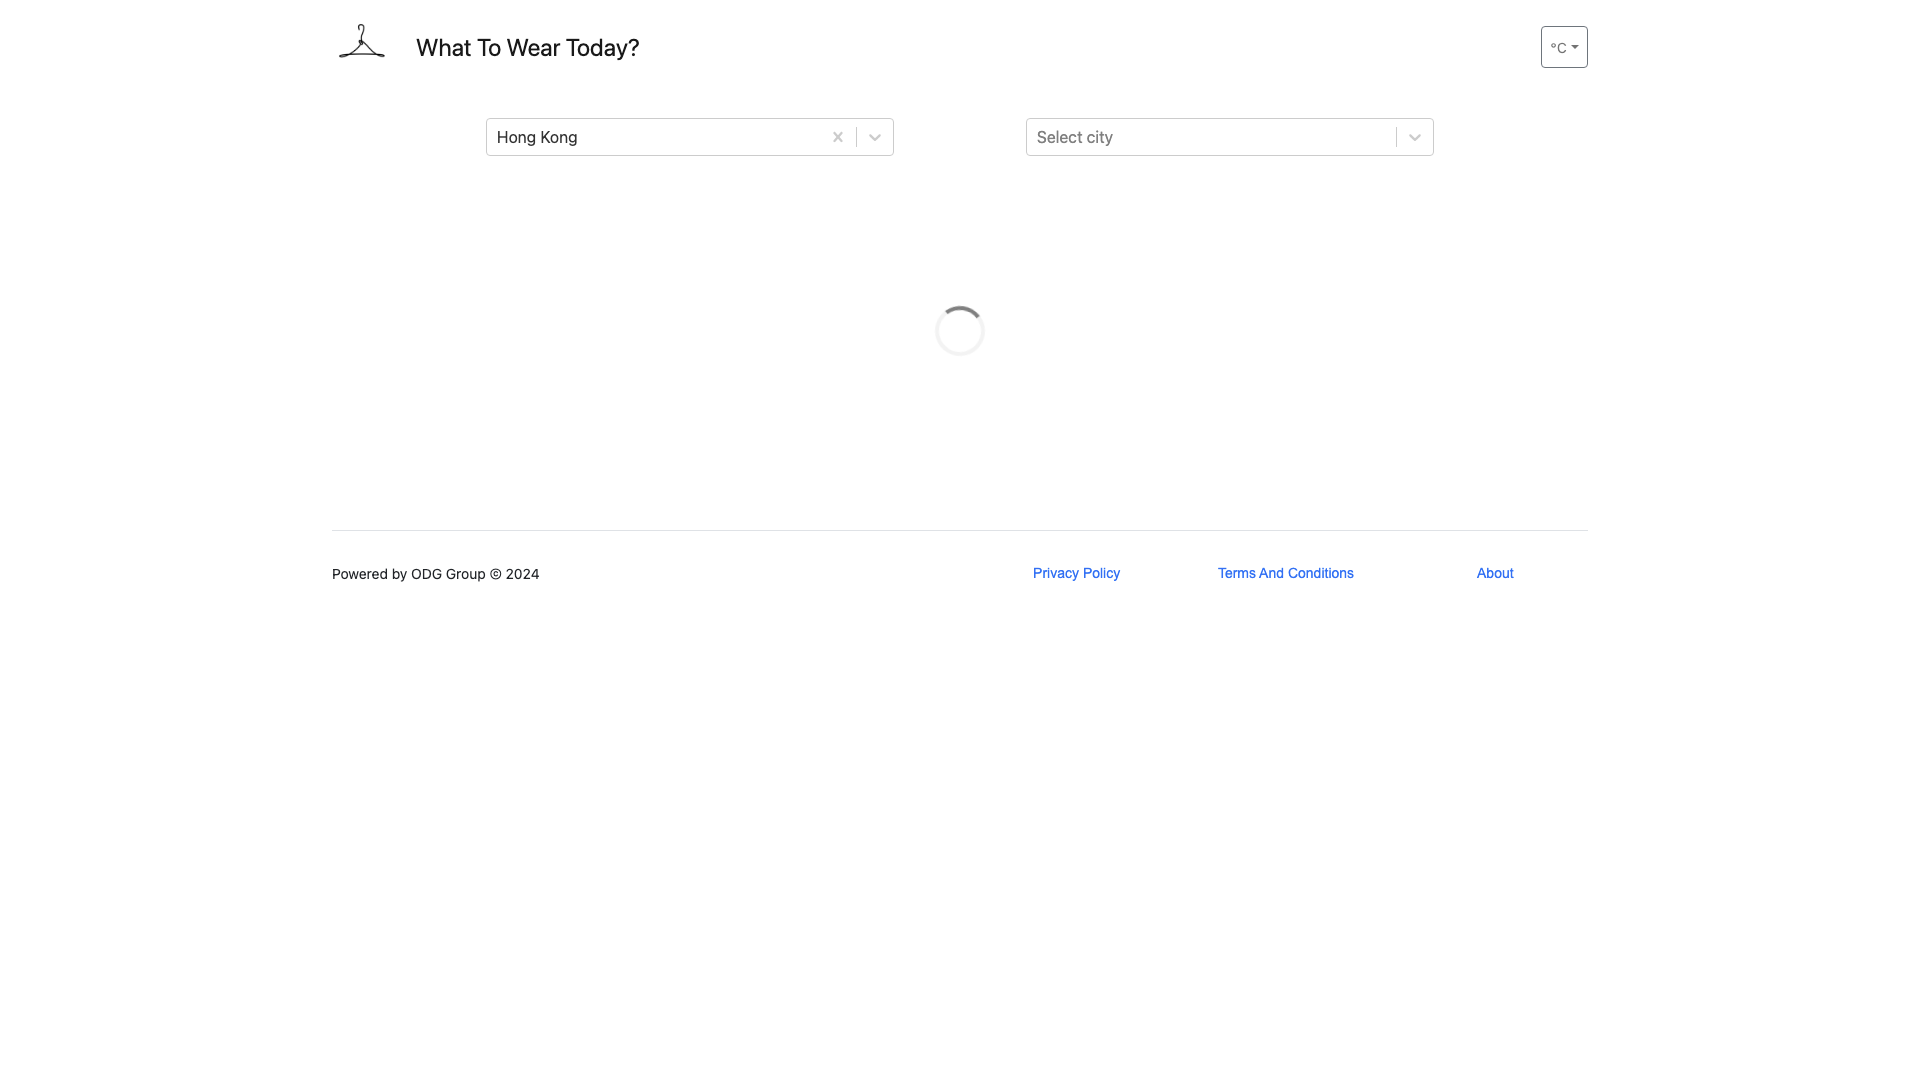 What To Wear Today?
°C
Hong Kong
Select city
Powered by ODG Group © 2024
Privacy Policy
Terms And Conditions
About